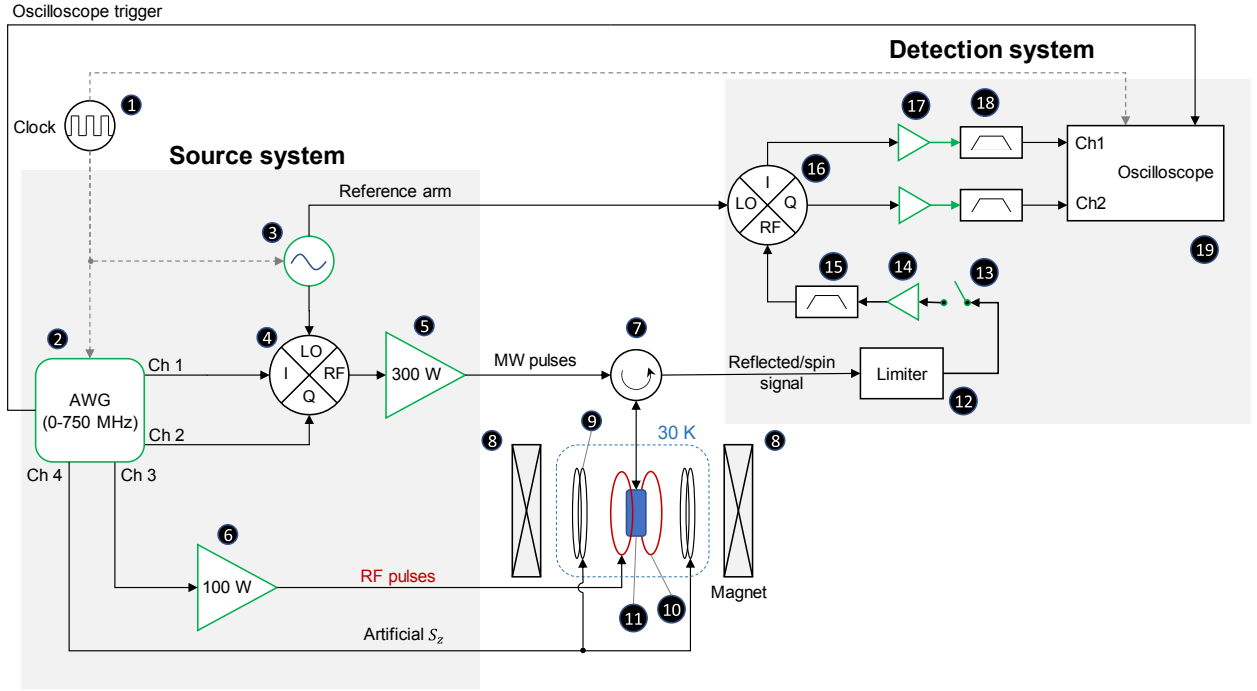 Oscilloscope trigger
Detection system
1
Clock
17
18
Source system
Ch1
Oscilloscope
I
16
LO
Q
Reference arm
Ch2
RF
3
15
14
13
19
2
4
5
7
LO
Ch 1
I
RF
300 W
MW pulses
Reflected/spin
signal
Limiter
AWG
(0-750 MHz)
Q
12
Ch 2
9
30 K
8
8
Ch 4
Ch 3
6
100 W
RF pulses
Magnet
11
10
Artificial S_z